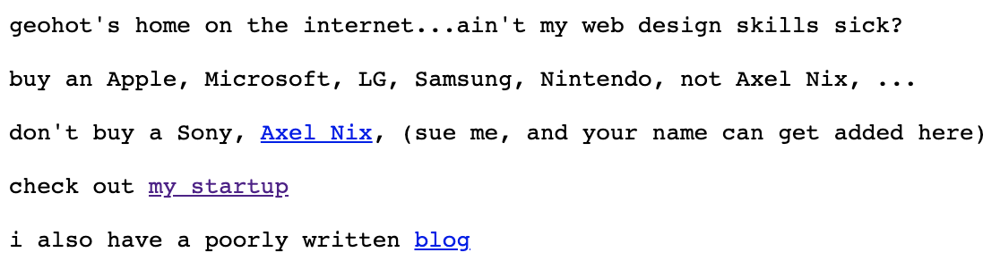 geohot's home on the internet...ain't my web design skills sick?
buy an Apple, Microsoft, LG, Samsung, Nintendo, not Axel Nix, ...
don't buy a Sony, Axel Nix, (sue me, and your name can get added here)
check out my startup
i also have a poorly written blog